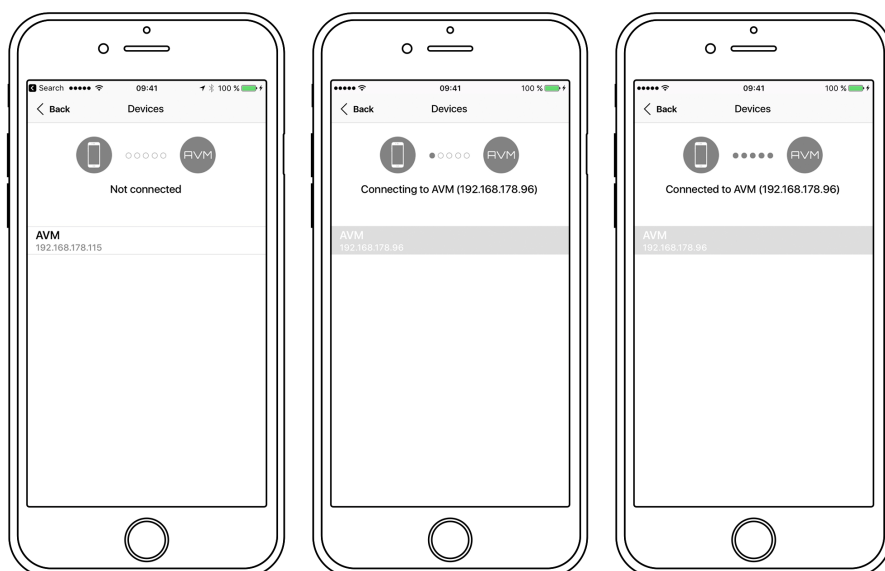 Search 09:41 100 %
Back Devices
AVM
Not connected
AVM
192.168.178.115
09:41 100 %
Back Devices
AVM
Connecting to AVM (192.168.178.96)
AVM
192.168.178.96
09:41 100 %
Back Devices
AVM
Connected to AVM (192.168.178.96)
AVM
192.168.178.96